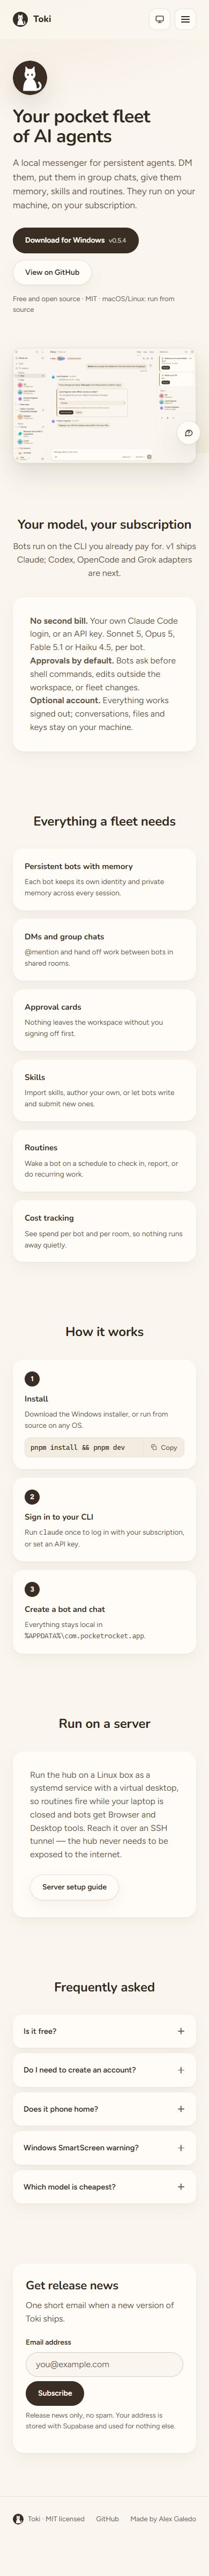 Toki
Your pocket fleet
of AI agents
A local messenger for persistent agents. DM
them, put them in group chats, give them
memory, skills and routines. They run on your
machine, on your subscription.
Download for Windows v0.5.4
View on GitHub
Free and open source · MIT · macOS/Linux: run from
source
Your model, your subscription
Bots run on the CLI you already pay for. v1 ships
Claude; Codex, OpenCode and Grok adapters
are next.
No second bill. Your own Claude Code
login, or an API key. Sonnet 5, Opus 5,
Fable 5.1 or Haiku 4.5, per bot.
Approvals by default. Bots ask before
shell commands, edits outside the
workspace, or fleet changes.
Optional account. Everything works
signed out; conversations, files and
keys stay on your machine.
Everything a fleet needs
Persistent bots with memory
Each bot keeps its own identity and private
memory across every session.
DMs and group chats
@mention and hand off work between bots in
shared rooms.
Approval cards
Nothing leaves the workspace without you
signing off first.
Skills
Import skills, author your own, or let bots write
and submit new ones.
Routines
Wake a bot on a schedule to check in, report, or
do recurring work.
Cost tracking
See spend per bot and per room, so nothing runs
away quietly.
How it works
1
Install
Download the Windows installer, or run from
source on any OS.
pnpm install && pnpm dev Copy
2
Sign in to your CLI
Run claude once to log in with your subscription,
or set an API key.
3
Create a bot and chat
Everything stays local in
%APPDATA%\com.pocketrocket.app.
Run on a server
Run the hub on a Linux box as a
systemd service with a virtual desktop,
so routines fire while your laptop is
closed and bots get Browser and
Desktop tools. Reach it over an SSH
tunnel — the hub never needs to be
exposed to the internet.
Server setup guide
Frequently asked
Is it free?
Do I need to create an account?
Does it phone home?
Windows SmartScreen warning?
Which model is cheapest?
Get release news
One short email when a new version of
Toki ships.
Email address
you@example.com
Subscribe
Release news only, no spam. Your address is
stored with Supabase and used for nothing else.
Toki · MIT licensed GitHub Made by Alex Galedo